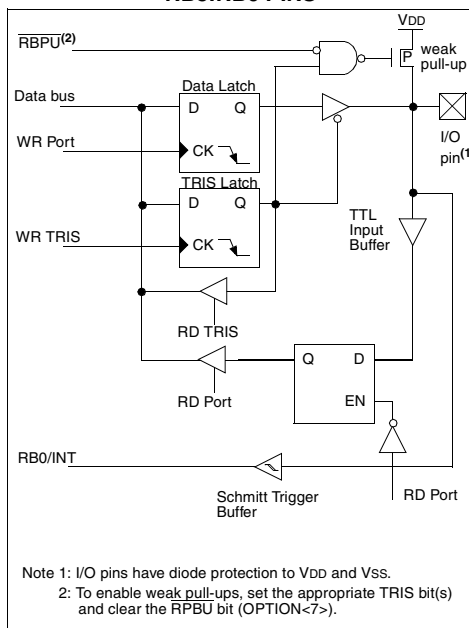 PINS
RBPU(2)
VDD
weak
pull-up
P
Data bus
Data Latch
D Q
WR Port
CK
I/O
pin(1
TRIS Latch
D Q
TTL
Input
Buffer
WR TRIS
CK
RD TRIS
Q D
RD Port
EN
RB0/INT
Schmitt Trigger
Buffer
RD Port
Note 1: I/O pins have diode protection to VDD and VSS.
2: To enable weak pull-ups, set the appropriate TRIS bit(s)
and clear the RPBU bit (OPTION<7>).